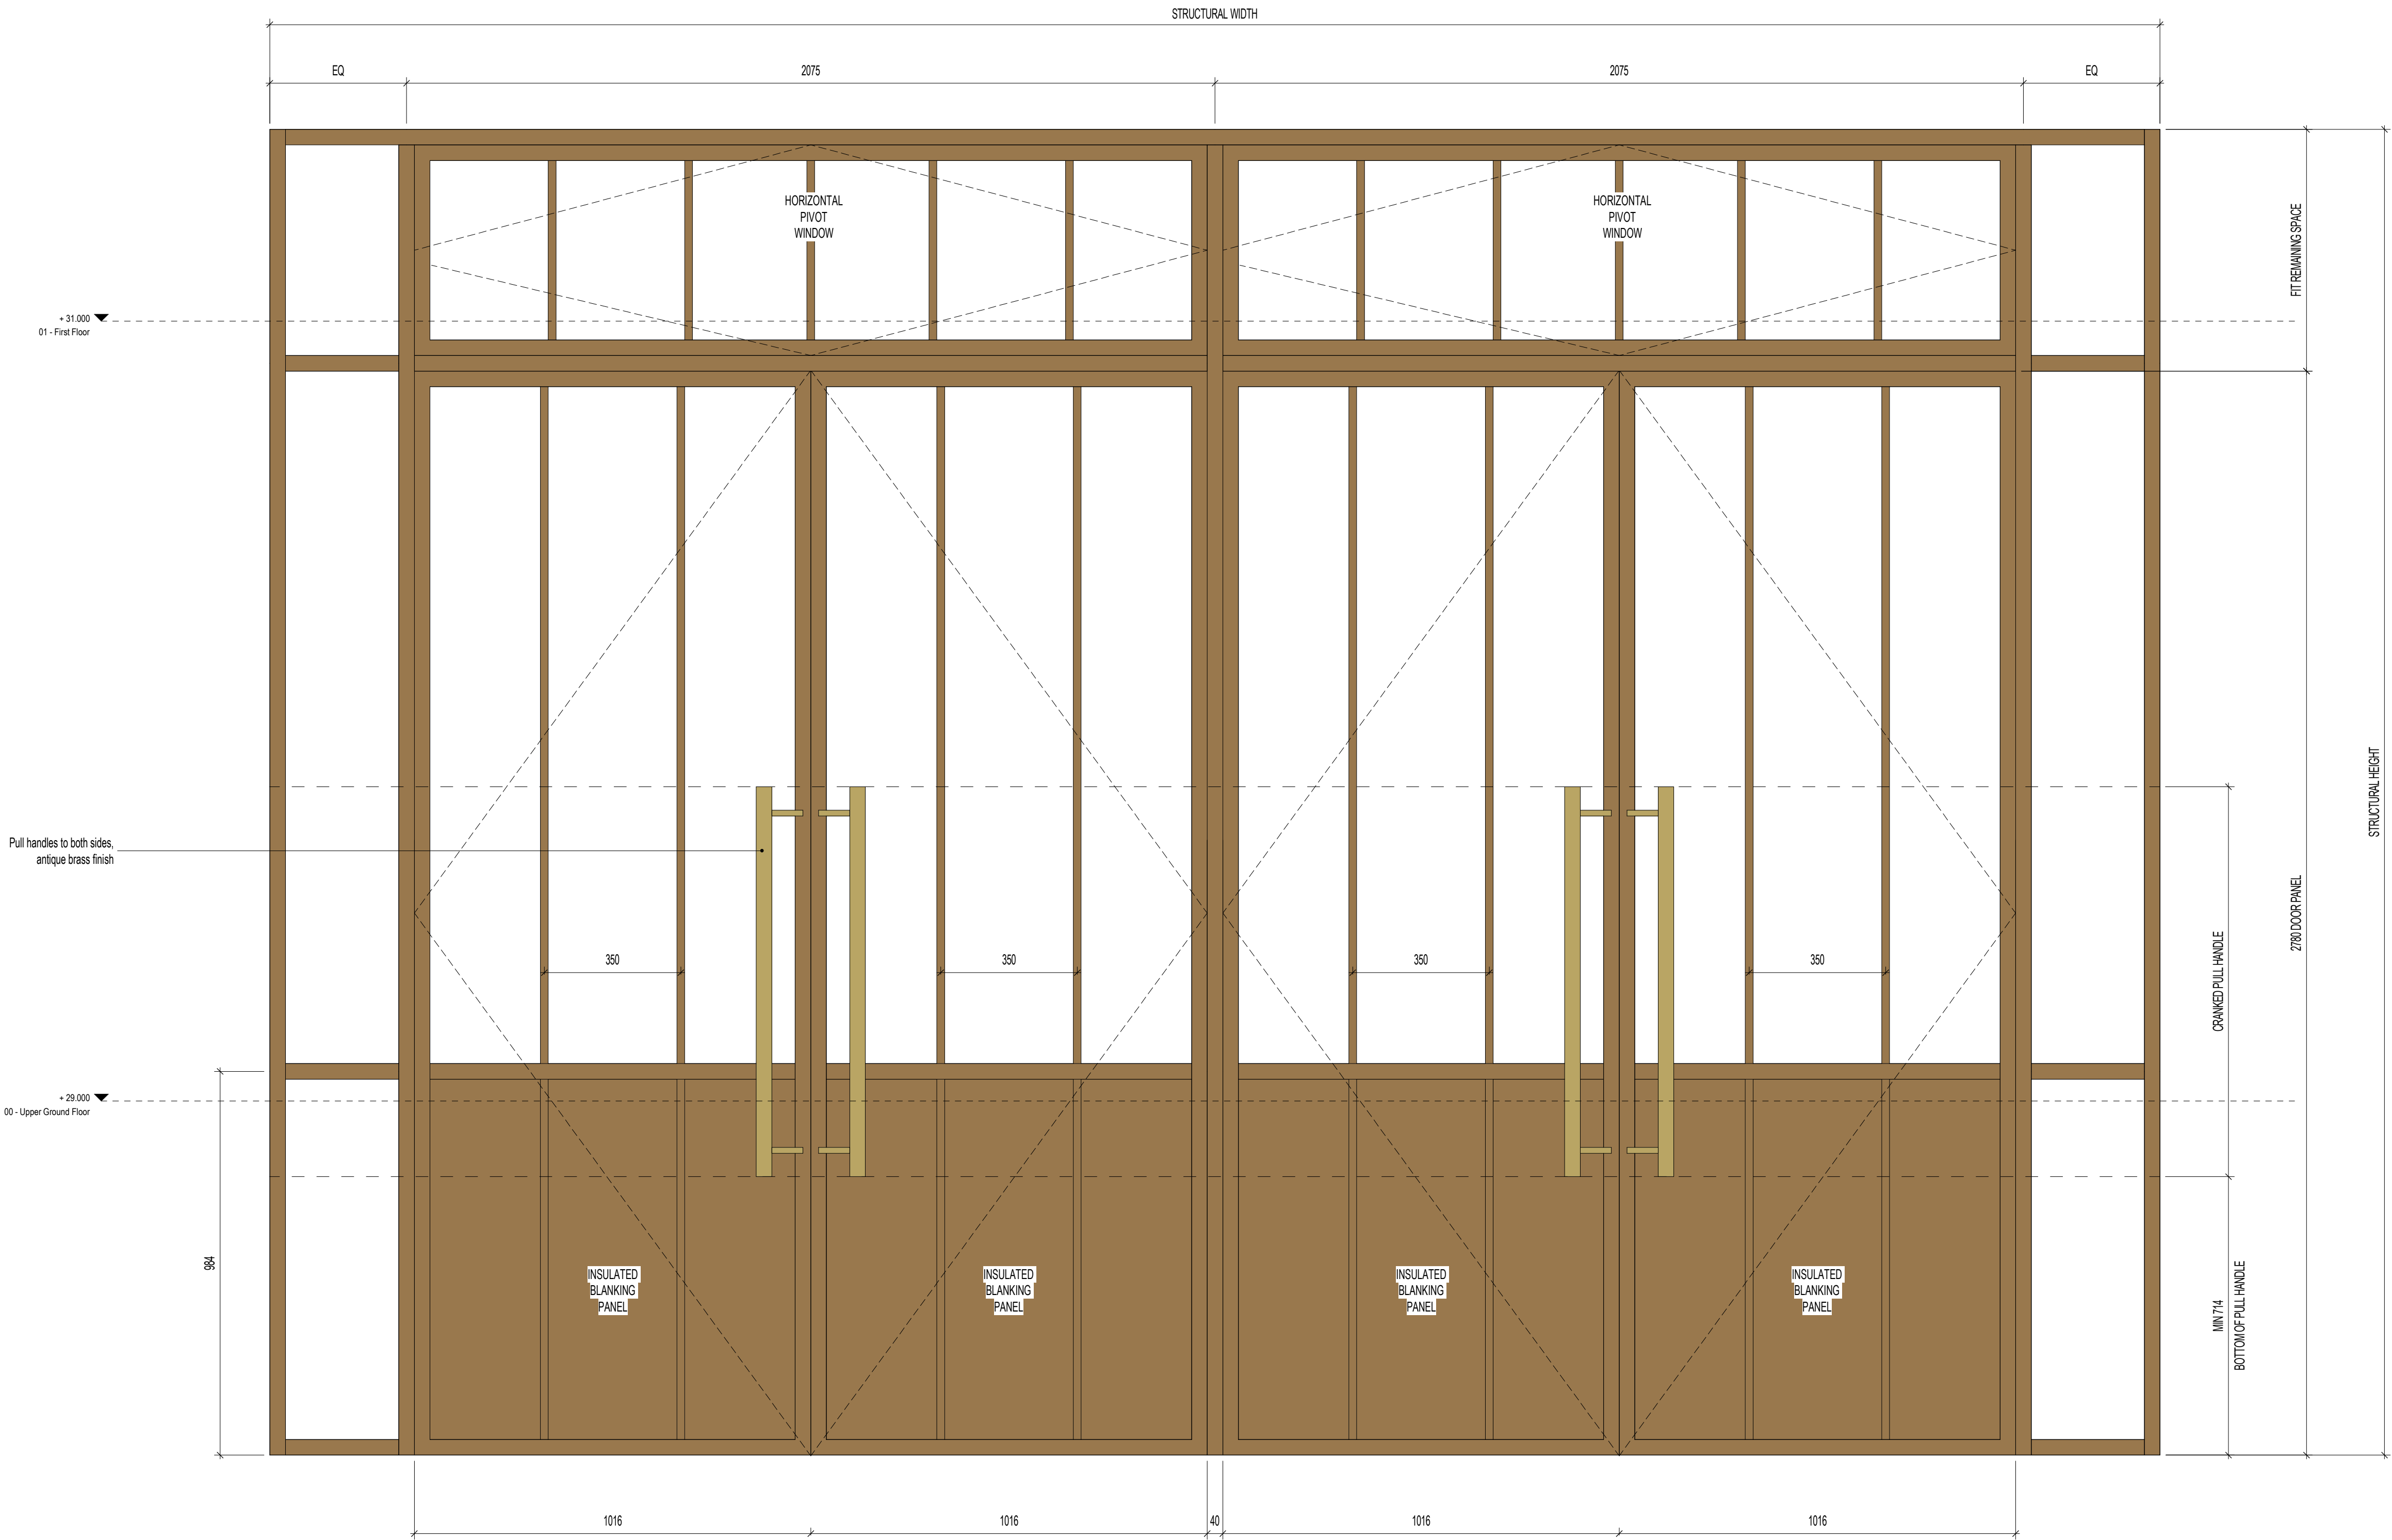 STRUCTURAL WIDTH
EQ
2075
2075
EQ
HORIZONTAL
PIVOT
WINDOW
HORIZONTAL
PIVOT
WINDOW
FIT REMAINING SPACE
+ 31.000
01 - First Floor
STRUCTURAL HEIGHT
Pull handles to both sides,
antique brass finish
2780 DOOR PANEL
CRANKED PULL HANDLE
350
350
350
350
+ 29.000
00 - Upper Ground Floor
984
INSULATED
BLANKING
PANEL
INSULATED
BLANKING
PANEL
INSULATED
BLANKING
PANEL
INSULATED
BLANKING
PANEL
MIN 714
BOTTOM OF PULL HANDLE
1016
1016
40
1016
1016